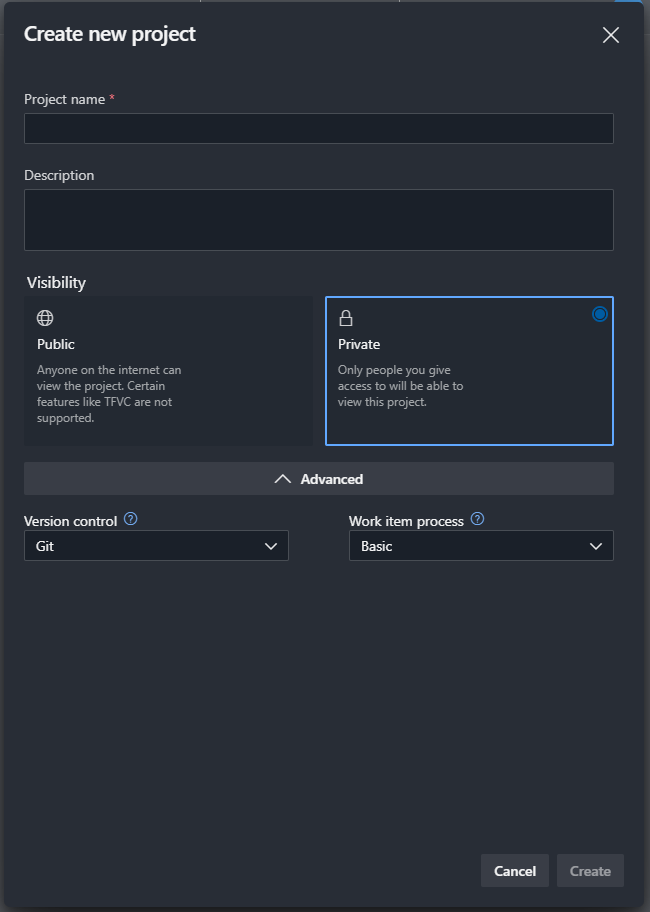 Create new project
Project name *
Description
Visibility
Public
Anyone on the internet can
view the project. Certain
features like TFVC are not
supported.
Private
Only people you give
access to will be able to
view this project.
Advanced
Version control ?
Git
Work item process ?
Basic
Cancel
Create